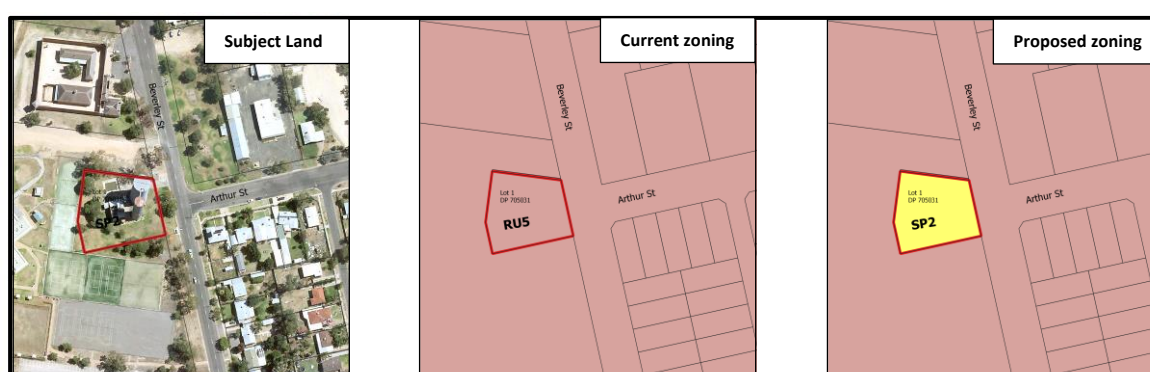 Subject Land
Beverley St
Arthur St
SP2
Current zoning
Beverley St
Arthur St
Lot 1
DP 705031
RU5
Proposed zoning
Beverley St
Arthur St
Lot 1
DP 705031
SP2